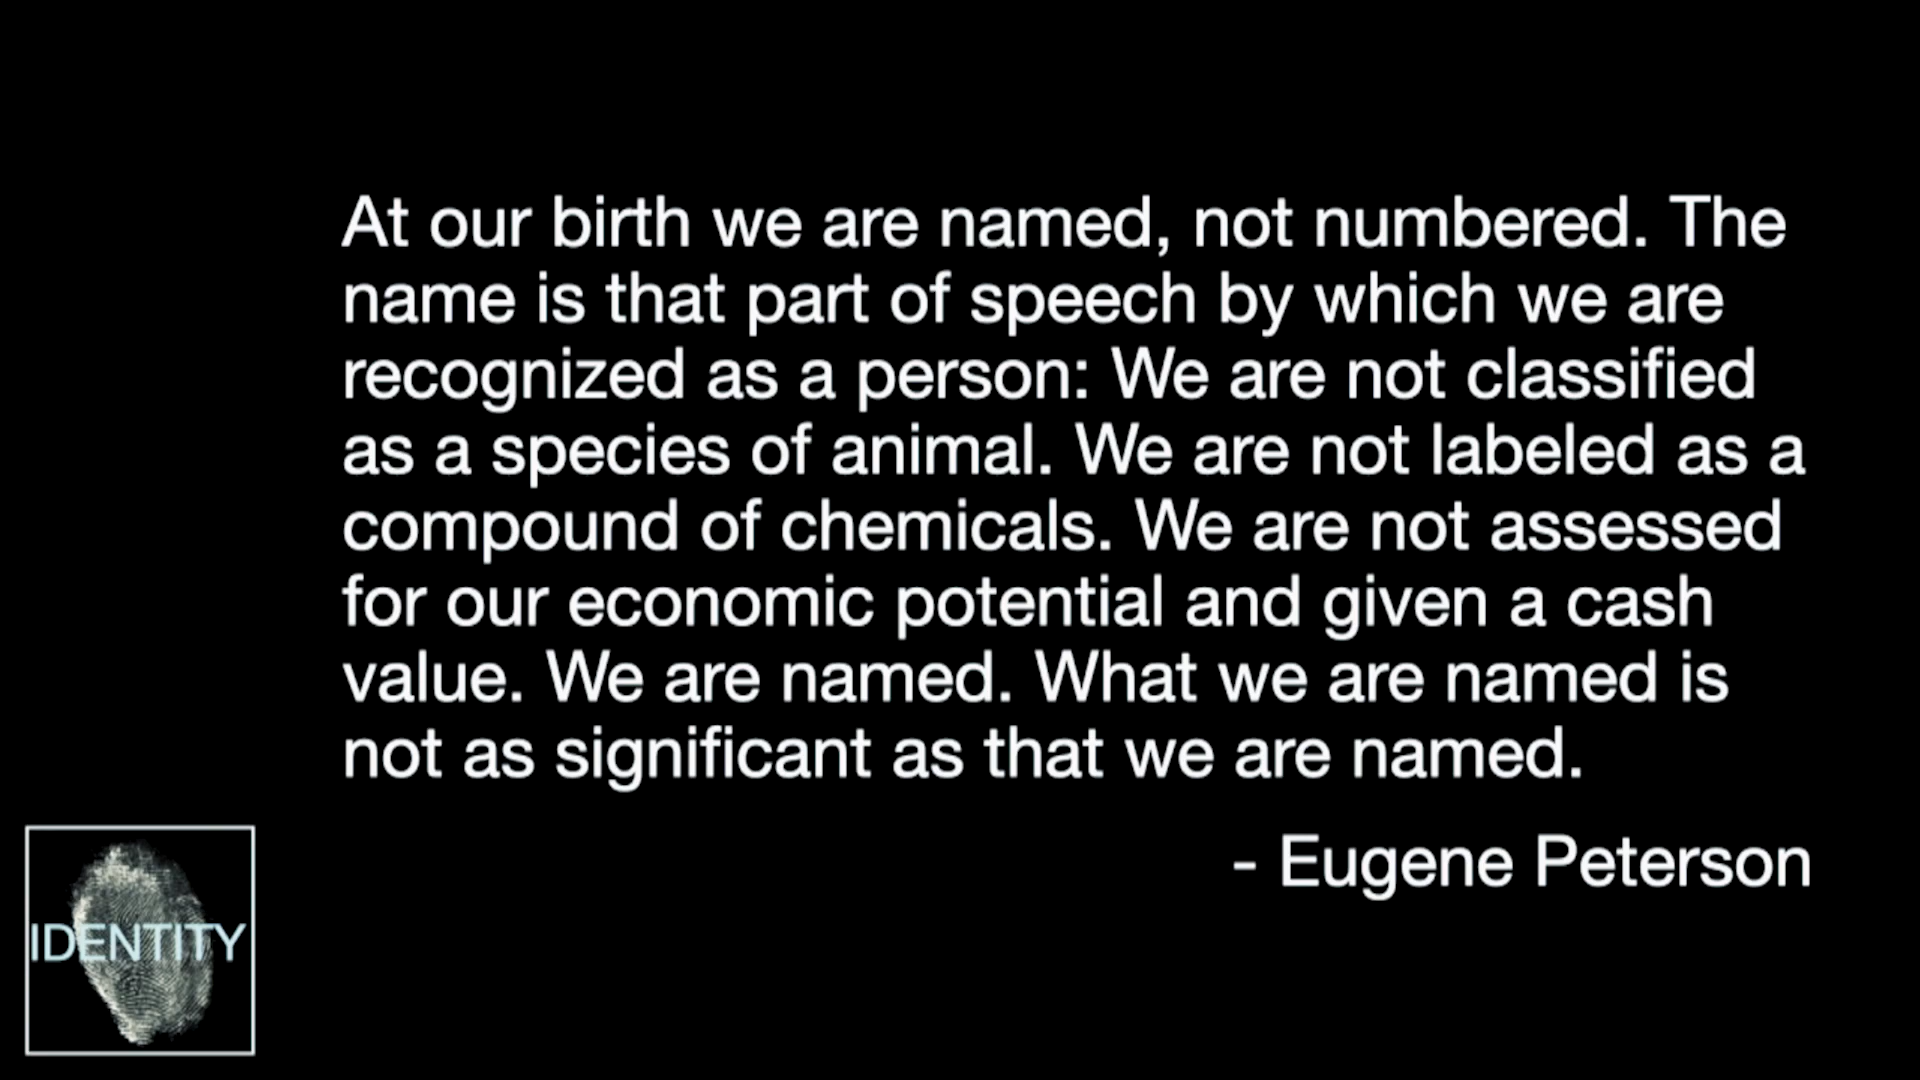 At our birth we are named, not numbered. The
name is that part of speech by which we are
recognized as a person: We are not classified
as a species of animal. We are not labeled as a
compound of chemicals. We are not assessed
for our economic potential and given a cash
value. We are named. What we are named is
not as significant as that we are named.
- Eugene Peterson
IDENTITY